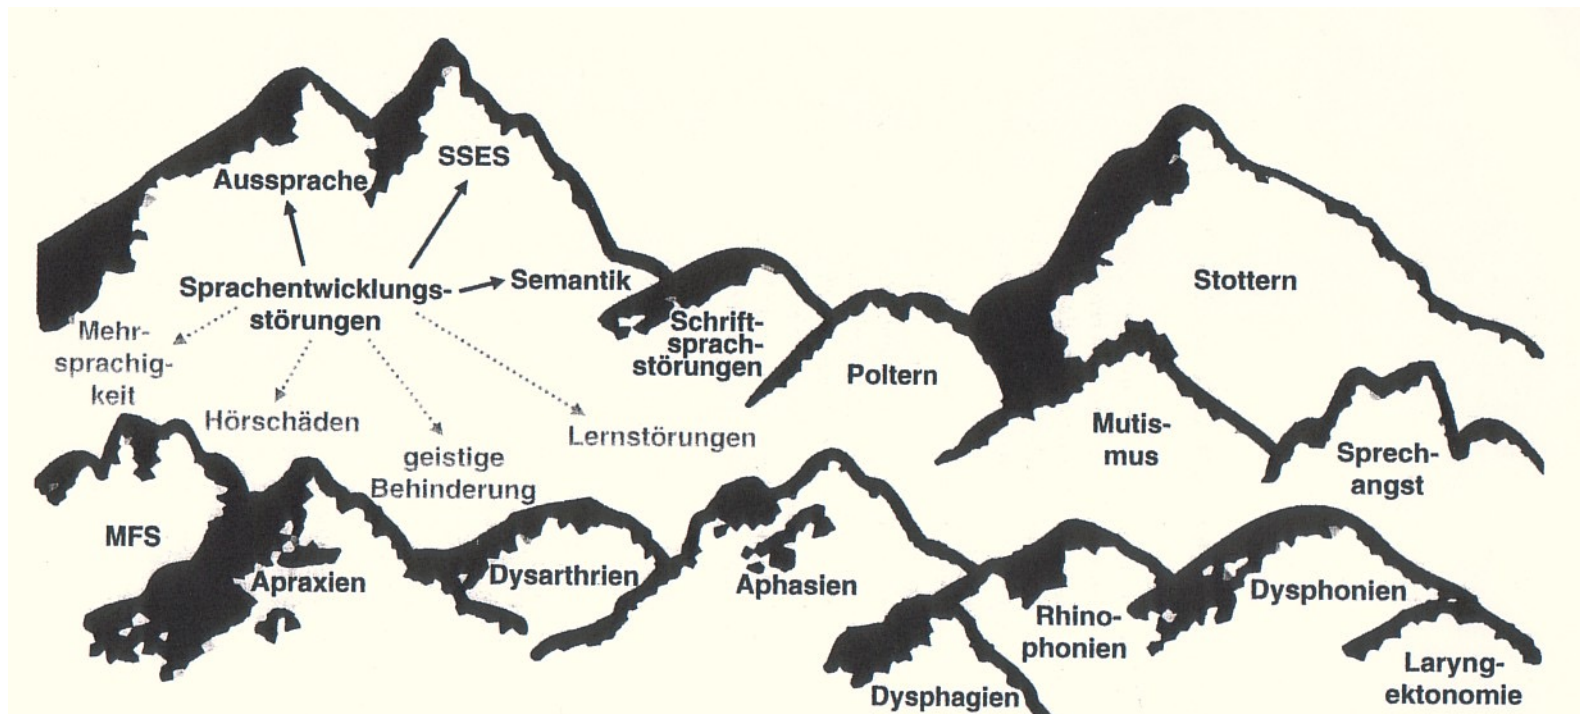 SSES
Aussprache
Sprachentwicklungs-
störungen
Semantik
Mehr-
sprachig-
keit
Hörschäden
geistige
Behinderung
Lernstörungen
Schrift-
sprach-
störungen
Poltern
Stottern
Mutis-
mus
Sprech-
angst
MFS
Apraxien
Dysarthrien
Aphasien
Dysphagien
Rhino-
phonien
Dysphonien
Laryng-
ektonomie